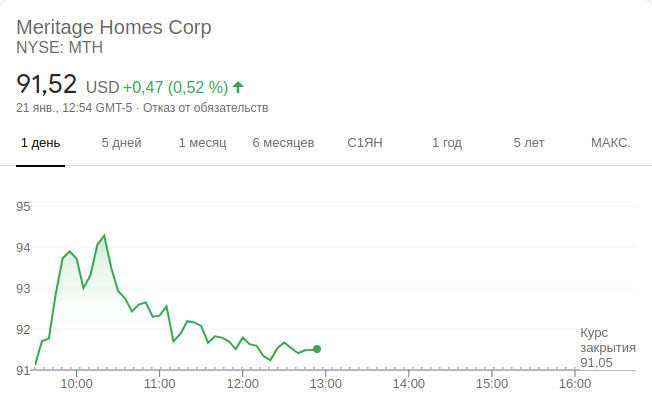 Meritage Homes Corp
NYSE: MTH
91,52 USD +0,47 (0,52 %)
21 янв., 12:54 GMT-5 · Отказ от обязательств
1 день 5 дней 1 месяц 6 месяцев С1ЯН 1 год 5 лет МАКС.
95
94
93
92
91
Курс
закрытия
91,05
10:00 11:00 12:00 13:00 14:00 15:00 16:00